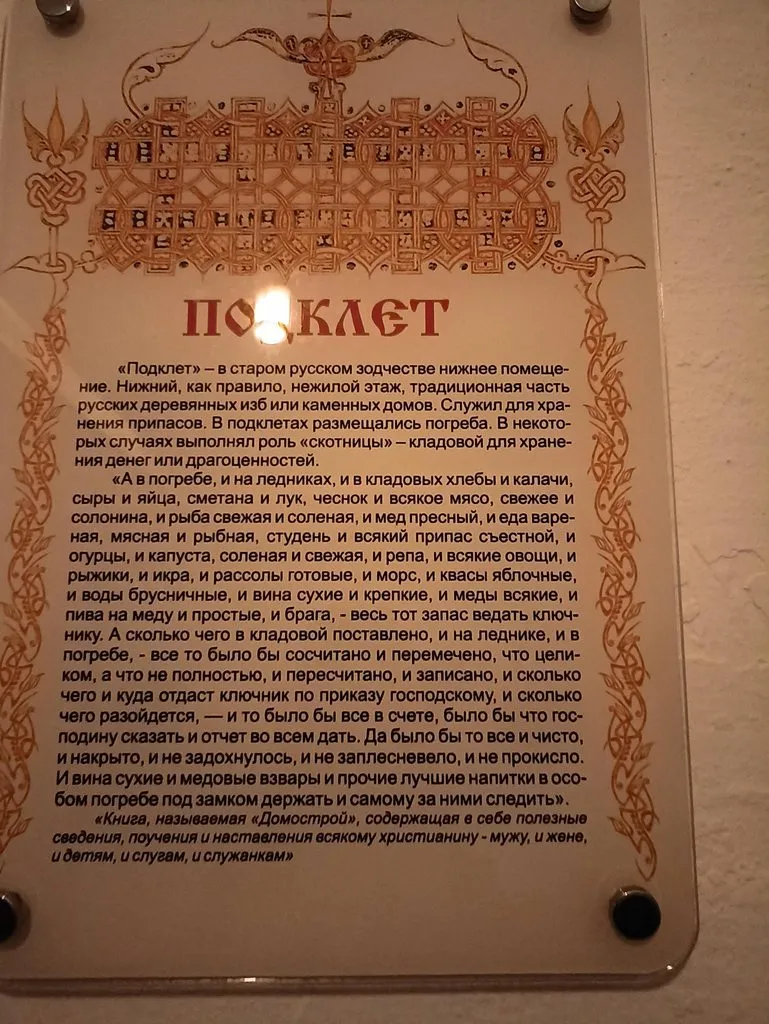 ПОДКЛЕТ
«Подклет» – в старом русском зодчестве нижнее помеще-
ние. Нижний, как правило, нежилой этаж, традиционная часть
русских деревянных изб или каменных домов. Служил для хра-
нения припасов. В подклетах размещались погреба. В некото-
рых случаях выполнял роль «скотницы» – кладовой для хране-
ния денег или драгоценностей.
«А в погребе, и на ледниках, и в кладовых хлебы и калачи,
сыры и яйца, сметана и лук, чеснок и всякое мясо, свежее и
солонина, и рыба свежая и соленая, и мед пресный, и еда варе-
ная, мясная и рыбная, студень и всякий припас съестной, и
огурцы, и капуста, соленая и свежая, и репа, и всякие овощи, и
рыжики, и икра, и рассолы готовые, и морс, и квасы яблочные,
и воды брусничные, и вина сухие и крепкие, и меды всякие, и
пива на меду и простые, и брага, - весь тот запас ведать ключ-
нику. А сколько чего в кладовой поставлено, и на леднике, и в
погребе, - все то было бы сосчитано и перемечено, что цели-
ком, а что не полностью, и пересчитано, и записано, и сколько
чего и куда отдаст ключник по приказу господскому, и сколько
чего разойдется, — и то было бы все в счете, было бы что гос-
подину сказать и отчет во всем дать. Да было бы то все и чисто,
и накрыто, и не задохнулось, и не заплесневело, и не прокисло.
И вина сухие и медовые взвары и прочие лучшие напитки в осо-
бом погребе под замком держать и самому за ними следить».
«Книга, называемая «Домострой», содержащая в себе полезные
сведения, поучения и наставления всякому христианину - мужу, и жене,
и детям, и слугам, и служанкам»